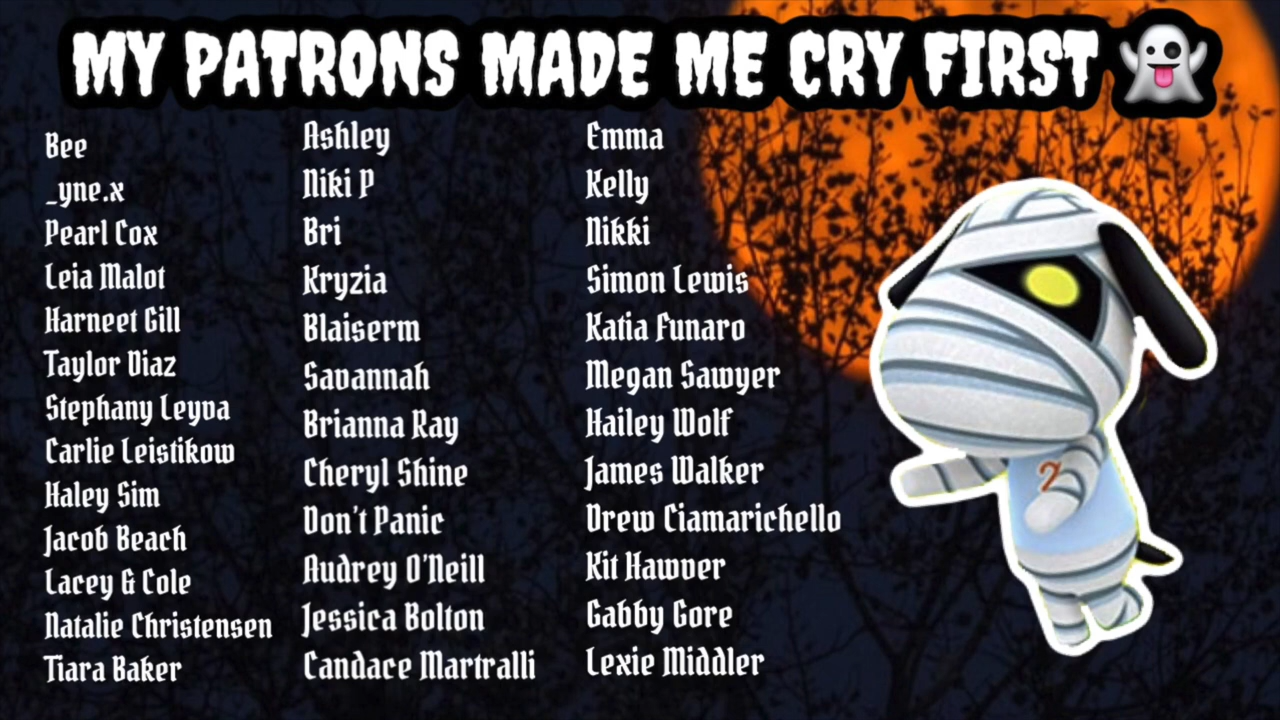 MY PATRONS MADE ME CRY FIRST 👻
Bee
_yne.x
Pearl Cox
Leia Malot
Harneet Gill
Taylor Diaz
Stephany Leyva
Carlie Leistikow
Haley Sim
Jacob Beach
Lacey & Cole
Natalie Christensen
Tiara Baker
Ashley
Niki P
Bri
Kryzia
Blaiserm
Savannah
Brianna Ray
Cheryl Shine
Don't Panic
Audrey O'Neill
Jessica Bolton
Candace Martralli
Emma
Kelly
Nikki
Simon Lewis
Katia Funaro
Megan Sawyer
Hailey Wolf
James Walker
Drew Ciamarichello
Kit Hawver
Gabby Gore
Lexie Middler
2